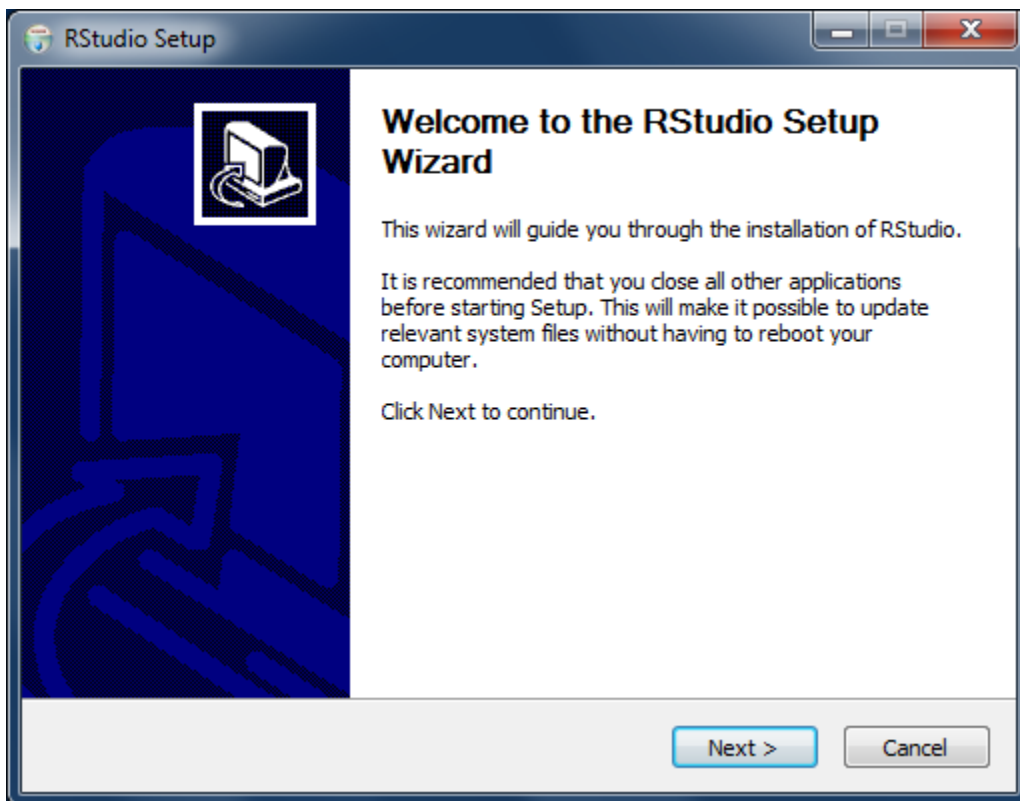 RStudio Setup
Welcome to the RStudio Setup
Wizard
This wizard will guide you through the installation of RStudio.
It is recommended that you close all other applications
before starting Setup. This will make it possible to update
relevant system files without having to reboot your
computer.
Click Next to continue.
Next >
Cancel